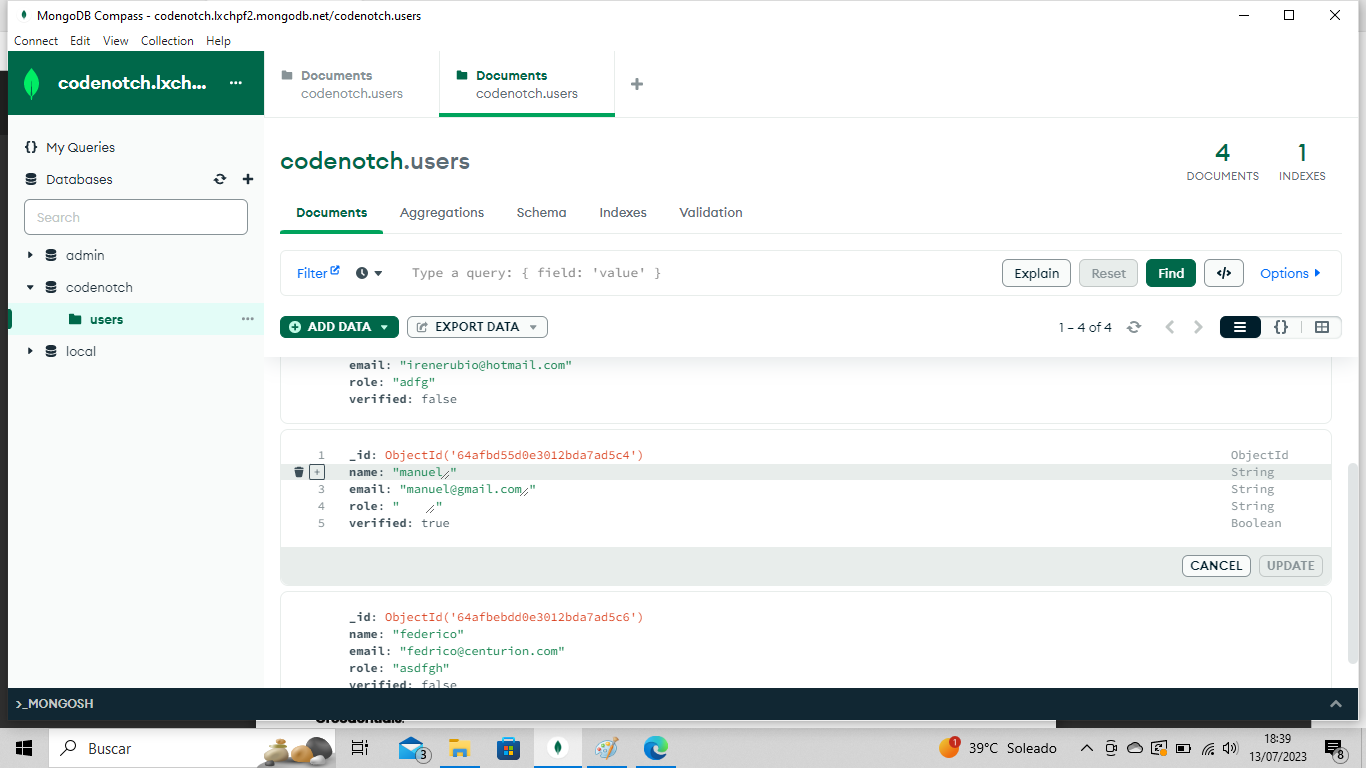 MongoDB Compass - codenotch.lxchpf2.mongodb.net/codenotch.users
Connect Edit View Collection Help
codenotch.lxch... ...
Documents
codenotch.users
Documents
codenotch.users
+
{} My Queries
Databases
Search
admin
codenotch
users ...
local
codenotch.users
4
DOCUMENTS
1
INDEXES
Documents Aggregations Schema Indexes Validation
Filter Type a query: { field: 'value' } Explain Reset Find </> Options
ADD DATA EXPORT DATA 1 – 4 of 4 {}
email: "irenerubio@hotmail.com"
role: "adfg"
verified: false
1 _id: ObjectId('64afbd55d0e3012bda7ad5c4') ObjectId
+ name: "manuel" String
3 email: "manuel@gmail.com" String
4 role: " " String
5 verified: true Boolean
CANCEL UPDATE
_id: ObjectId('64afbebdd0e3012bda7ad5c6')
name: "federico"
email: "fedrico@centurion.com"
role: "asdfgh"
verified: false
>_MONGOSH
Credentials:
Buscar 3 1 39°C Soleado 18:39
13/07/2023 8